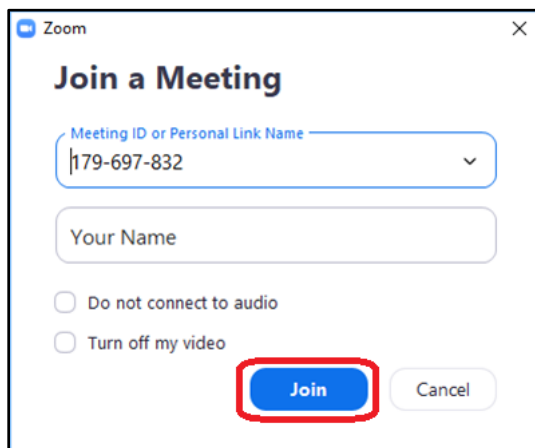 Zoom
Join a Meeting
Meeting ID or Personal Link Name
179-697-832
Your Name
Do not connect to audio
Turn off my video
Join Cancel